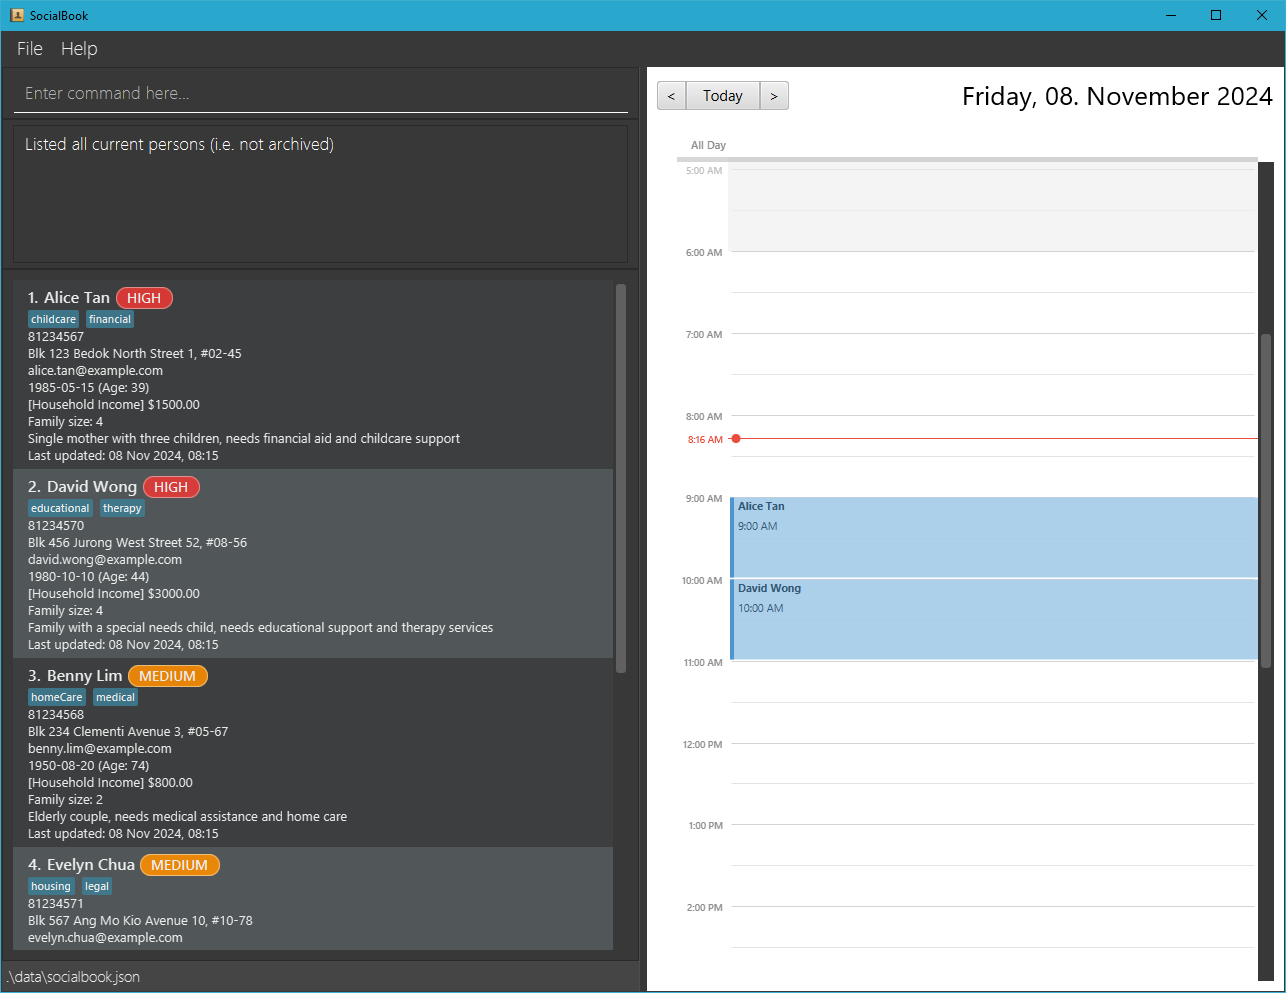 SocialBook
File Help
Enter command here...
Listed all current persons (i.e. not archived)
1. Alice Tan HIGH
childcare financial
81234567
Blk 123 Bedok North Street 1, #02-45
alice.tan@example.com
1985-05-15 (Age: 39)
[Household Income] $1500.00
Family size: 4
Single mother with three children, needs financial aid and childcare support
Last updated: 08 Nov 2024, 08:15
2. David Wong HIGH
educational therapy
81234570
Blk 456 Jurong West Street 52, #08-56
david.wong@example.com
1980-10-10 (Age: 44)
[Household Income] $3000.00
Family size: 4
Family with a special needs child, needs educational support and therapy services
Last updated: 08 Nov 2024, 08:15
3. Benny Lim MEDIUM
homeCare medical
81234568
Blk 234 Clementi Avenue 3, #05-67
benny.lim@example.com
1950-08-20 (Age: 74)
[Household Income] $800.00
Family size: 2
Elderly couple, needs medical assistance and home care
Last updated: 08 Nov 2024, 08:15
4. Evelyn Chua MEDIUM
housing legal
81234571
Blk 567 Ang Mo Kio Avenue 10, #10-78
evelyn.chua@example.com
.\data\socialbook.json
< Today >
Friday, 08. November 2024
All Day
5:00 AM
6:00 AM
7:00 AM
8:00 AM
8:16 AM
9:00 AM
Alice Tan
9:00 AM
10:00 AM
David Wong
10:00 AM
11:00 AM
12:00 PM
1:00 PM
2:00 PM